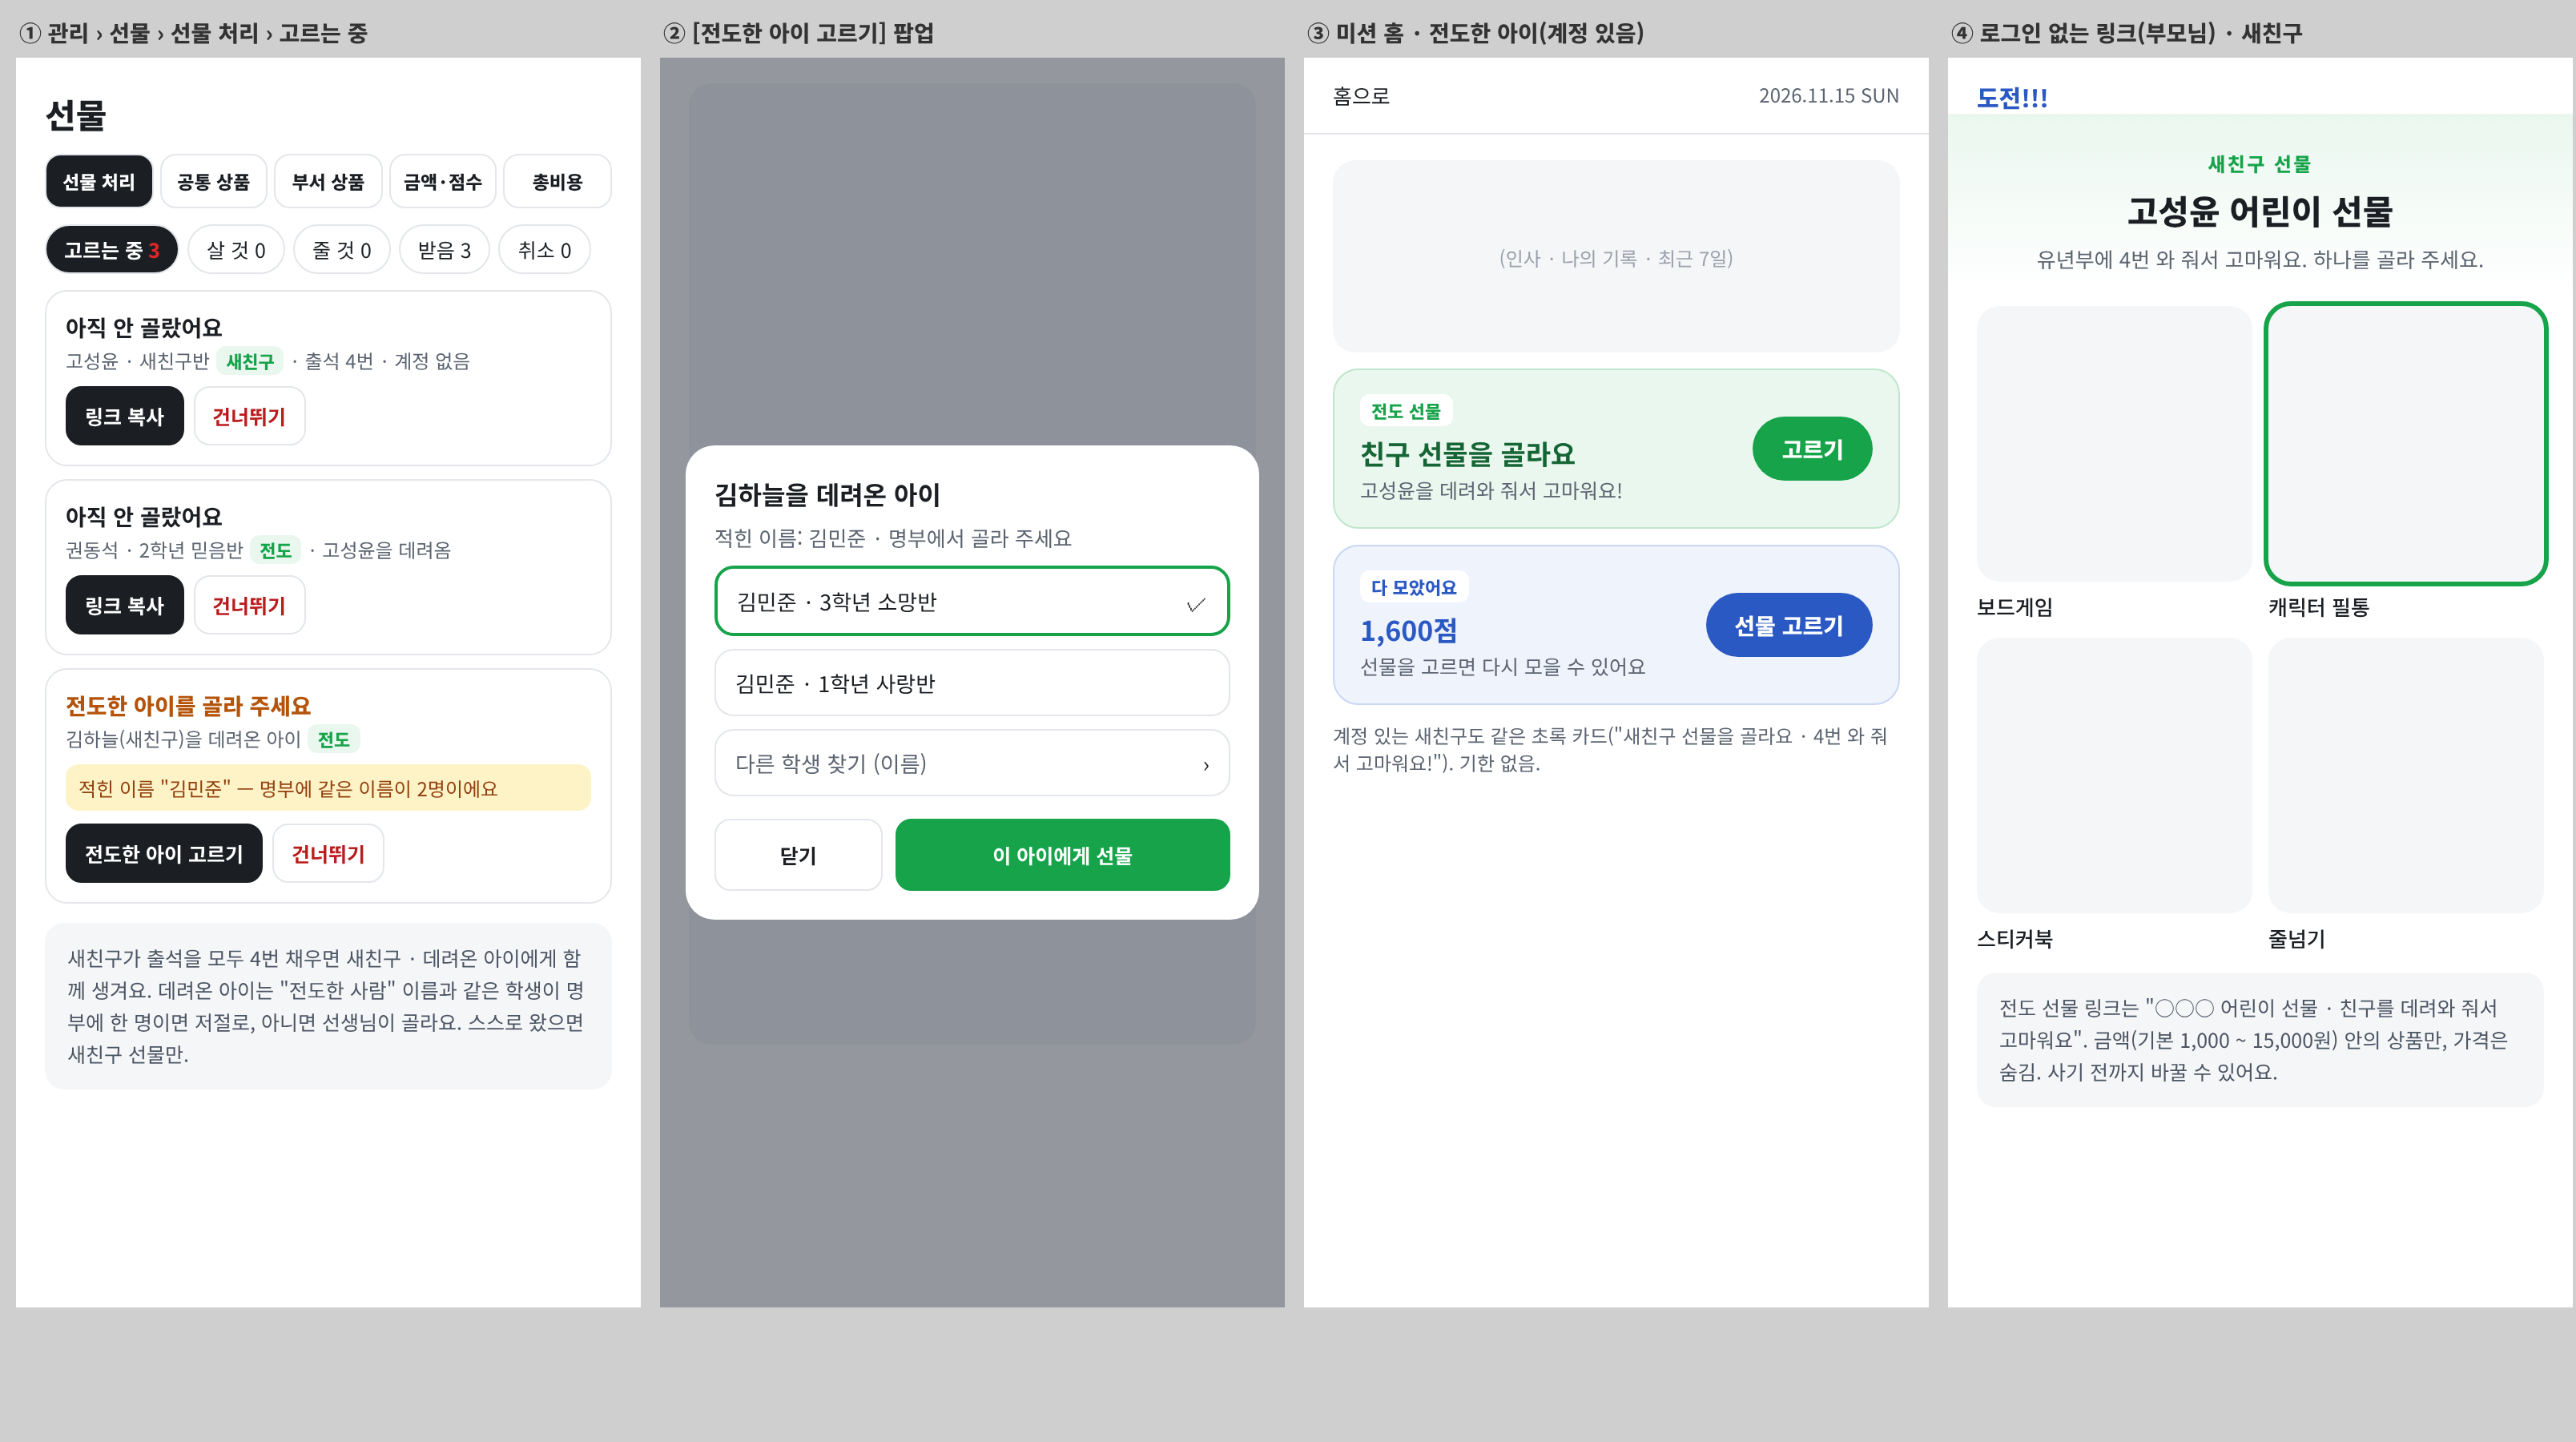 ① 관리 › 선물 › 선물 처리 › 고르는 중
선물
선물 처리
공통 상품
부서 상품
금액·점수
총비용
고르는 중 3
살 것 0
줄 것 0
받음 3
취소 0
아직 안 골랐어요
고성윤 · 새친구반 새친구 · 출석 4번 · 계정 없음
링크 복사
건너뛰기
아직 안 골랐어요
권동석 · 2학년 믿음반 전도 · 고성윤을 데려옴
링크 복사
건너뛰기
전도한 아이를 골라 주세요
김하늘(새친구)을 데려온 아이 전도
적힌 이름 "김민준" — 명부에 같은 이름이 2명이에요
전도한 아이 고르기
건너뛰기
새친구가 출석을 모두 4번 채우면 새친구 · 데려온 아이에게 함
께 생겨요. 데려온 아이는 "전도한 사람" 이름과 같은 학생이 명
부에 한 명이면 저절로, 아니면 선생님이 골라요. 스스로 왔으면
새친구 선물만.
② [전도한 아이 고르기] 팝업
김하늘을 데려온 아이
적힌 이름: 김민준 · 명부에서 골라 주세요
김민준 · 3학년 소망반 ✓
김민준 · 1학년 사랑반
다른 학생 찾기 (이름) ›
닫기
이 아이에게 선물
③ 미션 홈 · 전도한 아이(계정 있음)
홈으로
2026.11.15 SUN
(인사 · 나의 기록 · 최근 7일)
전도 선물
친구 선물을 골라요
고성윤을 데려와 줘서 고마워요!
고르기
다 모았어요
1,600점
선물을 고르면 다시 모을 수 있어요
선물 고르기
계정 있는 새친구도 같은 초록 카드("새친구 선물을 골라요 · 4번 와 줘
서 고마워요!"). 기한 없음.
④ 로그인 없는 링크(부모님) · 새친구
도전!!!
새친구 선물
고성윤 어린이 선물
유년부에 4번 와 줘서 고마워요. 하나를 골라 주세요.
보드게임
캐릭터 필통
스티커북
줄넘기
전도 선물 링크는 "○○○ 어린이 선물 · 친구를 데려와 줘서
고마워요". 금액(기본 1,000 ~ 15,000원) 안의 상품만, 가격은
숨김. 사기 전까지 바꿀 수 있어요.